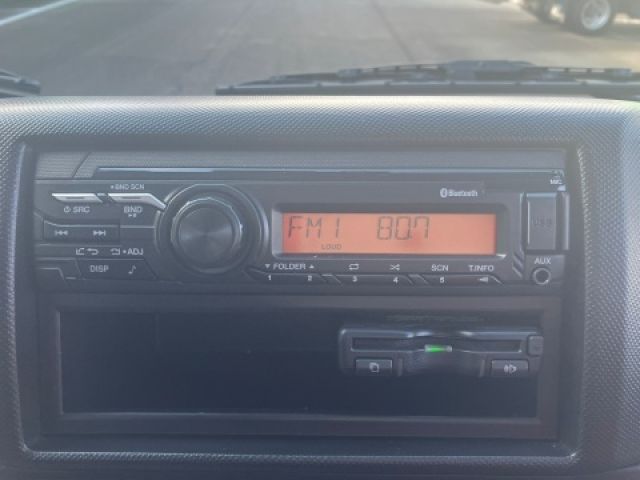 • BND SCN
SRC
BND
Bluetooth
MIC
FM1 80.7
LOUD
USB
• ADJ
DISP
▼ FOLDER ▲
SCN
T.INFO
AUX
1 2 3 4 5